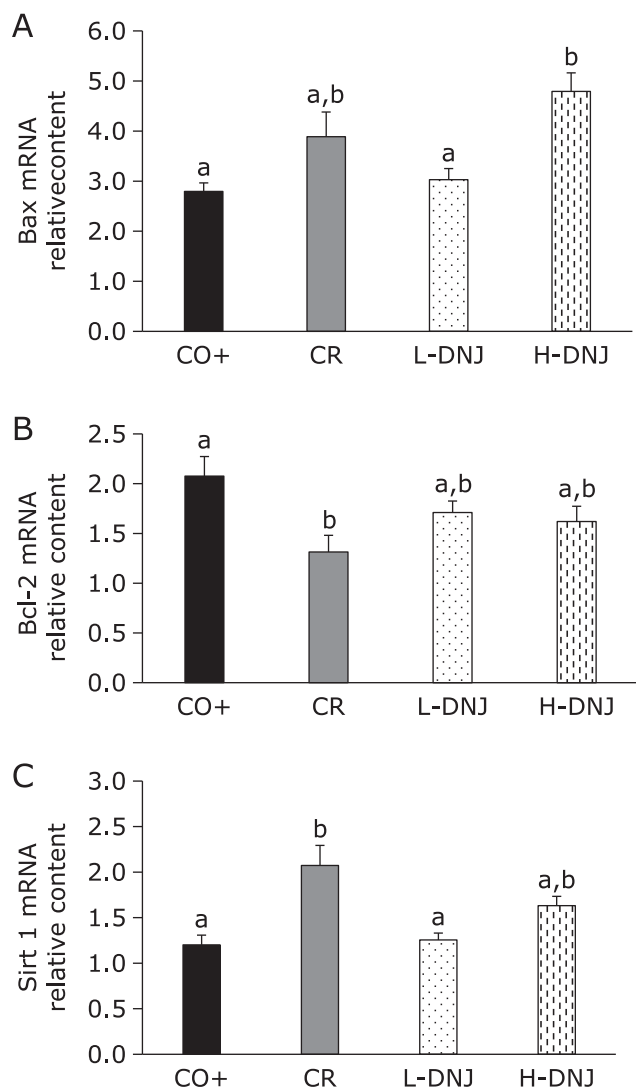 A
Bax mRNA
relativecontent
6.0
5.0
4.0
3.0
2.0
1.0
0.0
a
a,b
a
b
CO+ CR L-DNJ H-DNJ
B
Bcl-2 mRNA
relative content
2.5
2.0
1.5
1.0
0.5
0.0
a
b
a,b
a,b
CO+ CR L-DNJ H-DNJ
C
Sirt 1 mRNA
relative content
3.0
2.5
2.0
1.5
1.0
0.5
0.0
a
b
a
a,b
CO+ CR L-DNJ H-DNJ